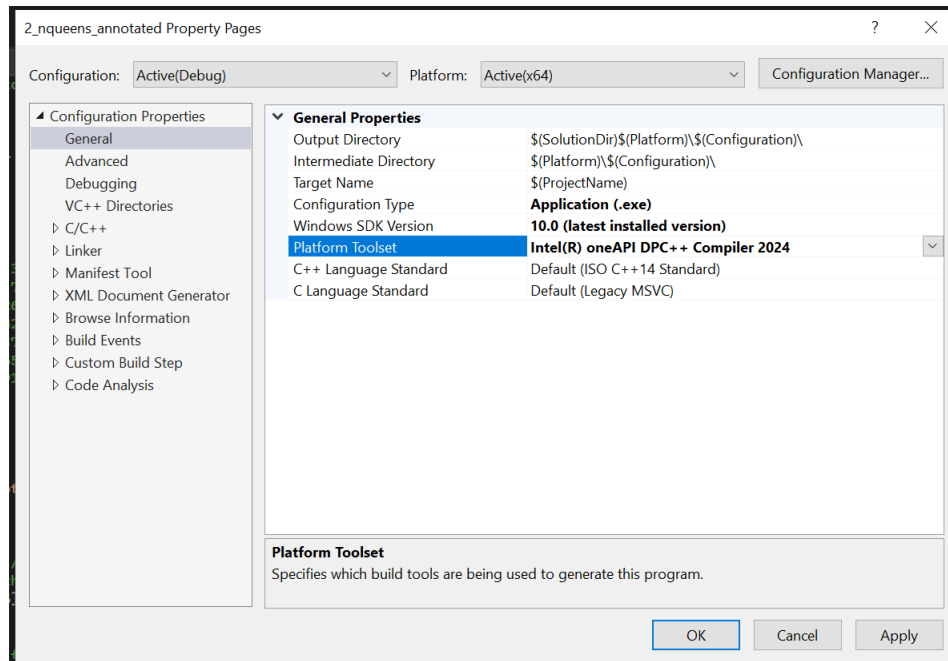 2_nqueens_annotated Property Pages
?
Configuration: Active(Debug) Platform: Active(x64) Configuration Manager...
Configuration Properties
General
Advanced
Debugging
VC++ Directories
C/C++
Linker
Manifest Tool
XML Document Generator
Browse Information
Build Events
Custom Build Step
Code Analysis
General Properties
Output Directory $(SolutionDir)$(Platform)\$(Configuration)\
Intermediate Directory $(Platform)\$(Configuration)\
Target Name $(ProjectName)
Configuration Type Application (.exe)
Windows SDK Version 10.0 (latest installed version)
Platform Toolset Intel(R) oneAPI DPC++ Compiler 2024
C++ Language Standard Default (ISO C++14 Standard)
C Language Standard Default (Legacy MSVC)
Platform Toolset
Specifies which build tools are being used to generate this program.
OK Cancel Apply